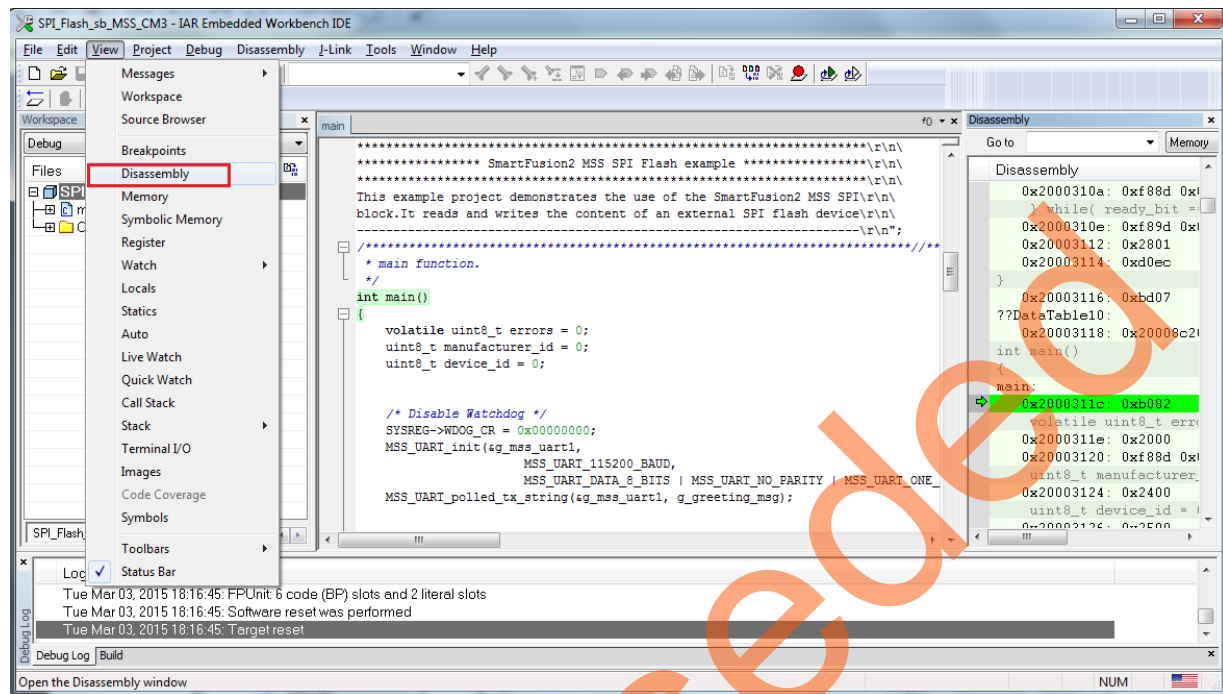 SPI_Flash_sb_MSS_CM3 - IAR Embedded Workbench IDE
File Edit View Project Debug Disassembly J-Link Tools Window Help
Messages
Workspace
Source Browser
Breakpoints
Disassembly
Memory
Symbolic Memory
Register
Watch
Locals
Statics
Auto
Live Watch
Quick Watch
Call Stack
Stack
Terminal I/O
Images
Code Coverage
Symbols
Toolbars
Status Bar
Workspace
Debug
Files
SPI
SPI_Flash_
main
f()
****************************************************************\r\n\
*************** SmartFusion2 MSS SPI Flash example ****************\r\n\
****************************************************************\r\n\
This example project demonstrates the use of the SmartFusion2 MSS SPI\r\n\
block.It reads and writes the content of an external SPI flash device\r\n\
----------------------------------------------------------------\r\n";
/*********************************************************************//**
* main function.
*/
int main()
{
volatile uint8_t errors = 0;
uint8_t manufacturer_id = 0;
uint8_t device_id = 0;
/* Disable Watchdog */
SYSREG->WDOG_CR = 0x00000000;
MSS_UART_init(&g_mss_uart1,
MSS_UART_115200_BAUD,
MSS_UART_DATA_8_BITS | MSS_UART_NO_PARITY | MSS_UART_ONE_
MSS_UART_polled_tx_string(&g_mss_uart1, g_greeting_msg);
Disassembly
Go to Memory
Disassembly
0x2000310a: 0xf88d 0x
} while( ready_bit =
0x2000310e: 0xf89d 0x
0x20003112: 0x2801
0x20003114: 0xd0ec
}
0x20003116: 0xbd07
??DataTable10:
0x20003118: 0x20008c2
int main()
{
main:
0x2000311c: 0xb082
volatile uint8_t erro
0x2000311e: 0x2000
0x20003120: 0xf88d 0x
uint8_t manufacturer_
0x20003124: 0x2400
uint8_t device_id =
0x20003126: 0x2500
Log
Tue Mar 03, 2015 18:16:45: FPUnit: 6 code (BP) slots and 2 literal slots
Tue Mar 03, 2015 18:16:45: Software reset was performed
Tue Mar 03, 2015 18:16:45: Target reset
Debug Log
Debug Log Build
Open the Disassembly window NUM